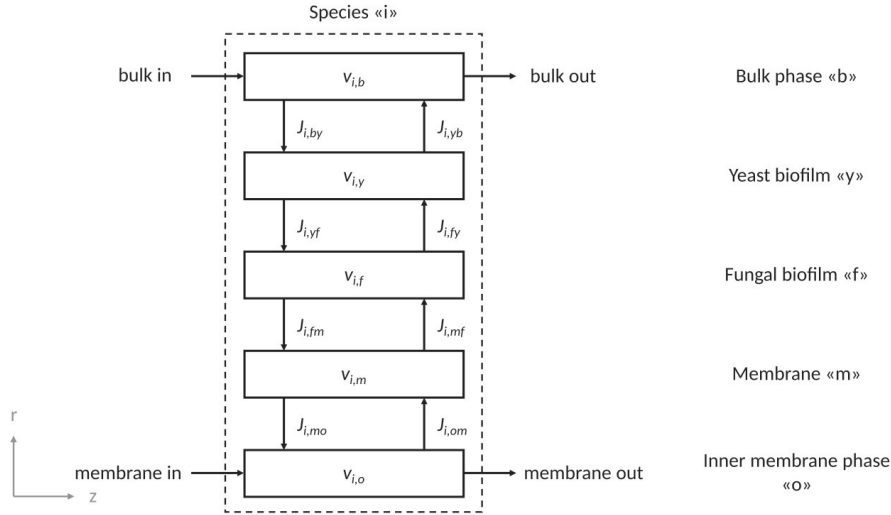 Species «i»
bulk in
v_{i,b}
bulk out
Bulk phase «b»
J_{i,by}
J_{i,yb}
v_{i,y}
Yeast biofilm «y»
J_{i,yf}
J_{i,fy}
v_{i,f}
Fungal biofilm «f»
J_{i,fm}
J_{i,mf}
v_{i,m}
Membrane «m»
r
J_{i,mo}
J_{i,om}
membrane in
v_{i,o}
membrane out
Inner membrane phase
«o»
z